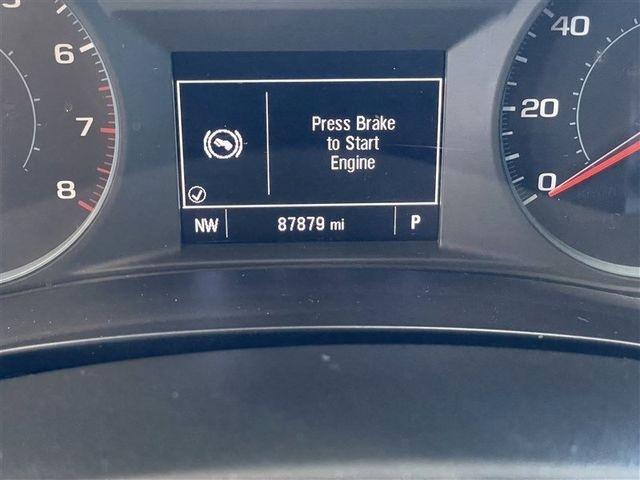 6
7
8
Press Brake
to Start
Engine
NW 87879 mi P
40
20
0